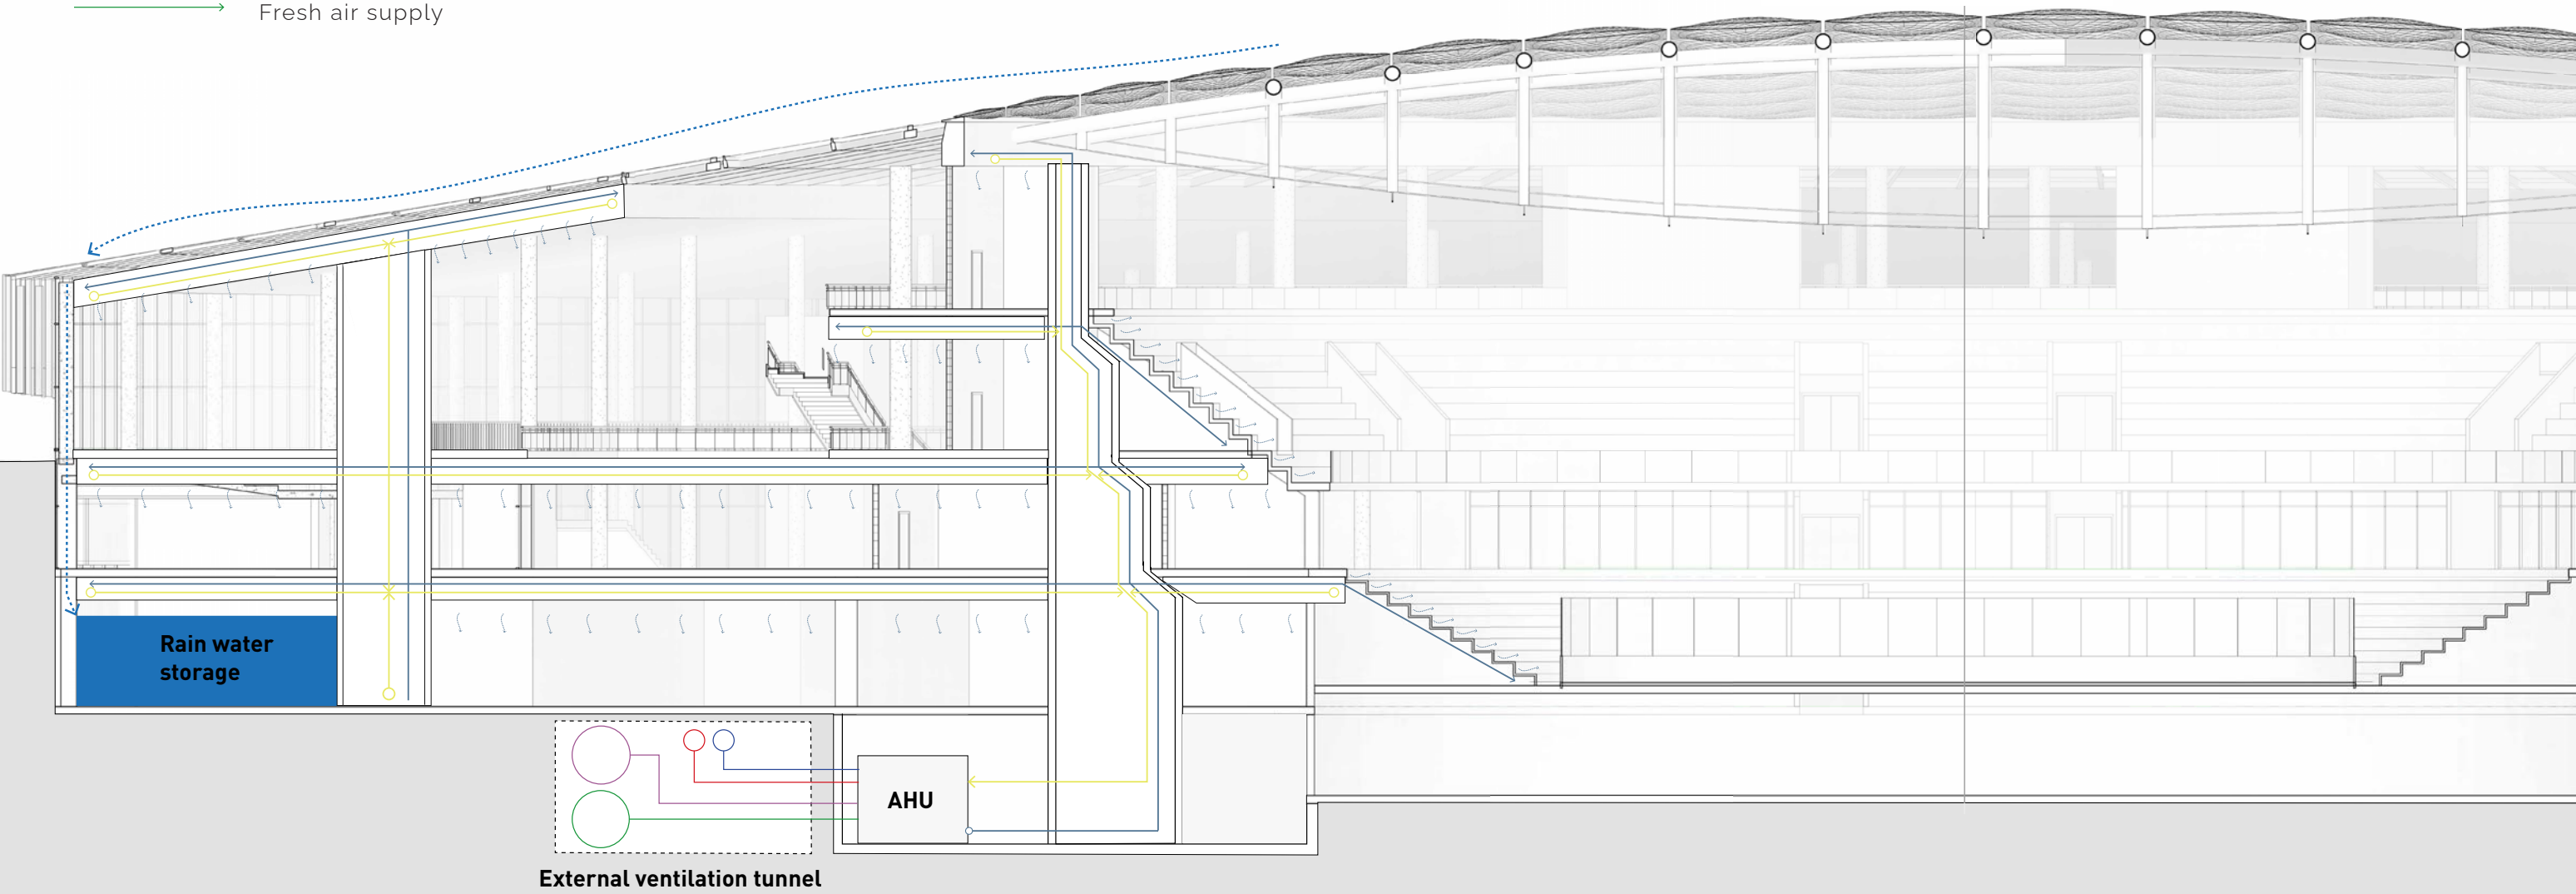 Fresh air supply
Rain water
storage
AHU
External ventilation tunnel